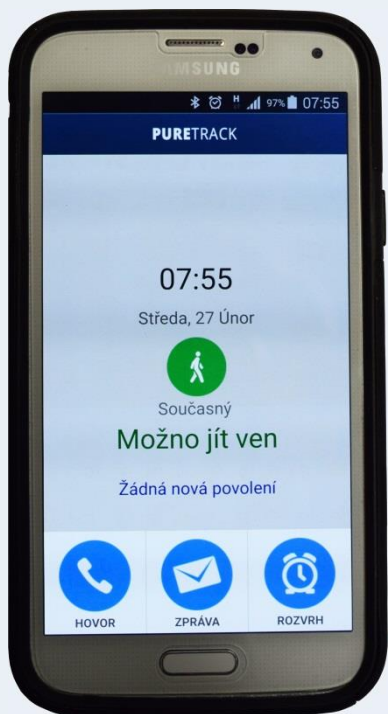 SAMSUNG
H 97% 07:55
PURETRACK
07:55
Středa, 27 Únor
Současný
Možno jít ven
Žádná nová povolení
HOVOR ZPRÁVA ROZVRH